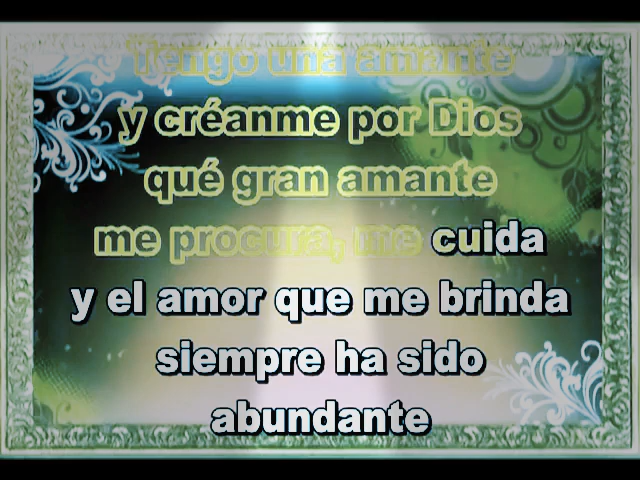 Tengo una amante
y créanme por Dios
qué gran amante
me procura, me cuida
y el amor que me brinda
siempre ha sido
abundante